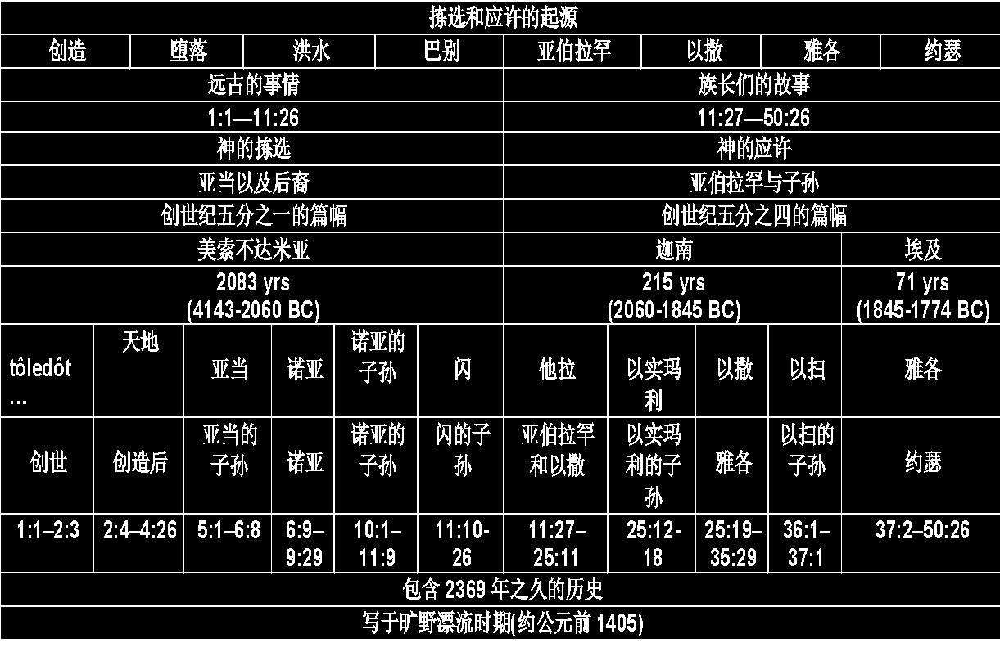 拣选和应许的起源
创造 堕落 洪水 巴别 亚伯拉罕 以撒 雅各 约瑟
远古的事情 族长们的故事
1:1—11:26 11:27—50:26
神的拣选 神的应许
亚当以及后裔 亚伯拉罕与子孙
创世纪五分之一的篇幅 创世纪五分之四的篇幅
美索不达米亚 迦南 埃及
2083 yrs 215 yrs 71 yrs
(4143-2060 BC) (2060-1845 BC) (1845-1774 BC)
tôledôt
…
天地
亚当
诺亚
诺亚的
子孙
闪
他拉
以实玛
利
以撒
以扫
雅各
创世
创造后
亚当的
子孙
诺亚
诺亚的
子孙
闪的子
孙
亚伯拉罕
和以撒
以实玛
利的子
孙
雅各
以扫的
子孙
约瑟
1:1–2:3
2:4–4:26
5:1–6:8
6:9–
9:29
10:1–
11:9
11:10-
26
11:27–
25:11
25:12-
18
25:19–
35:29
36:1–
37:1
37:2–50:26
包含 2369 年之久的历史
写于旷野漂流时期(约公元前 1405)